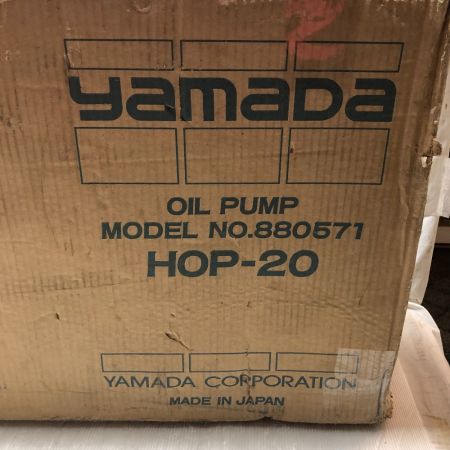 yamada
OIL PUMP
MODEL NO.880571
HOP-20
YAMADA CORPORATION
MADE IN JAPAN